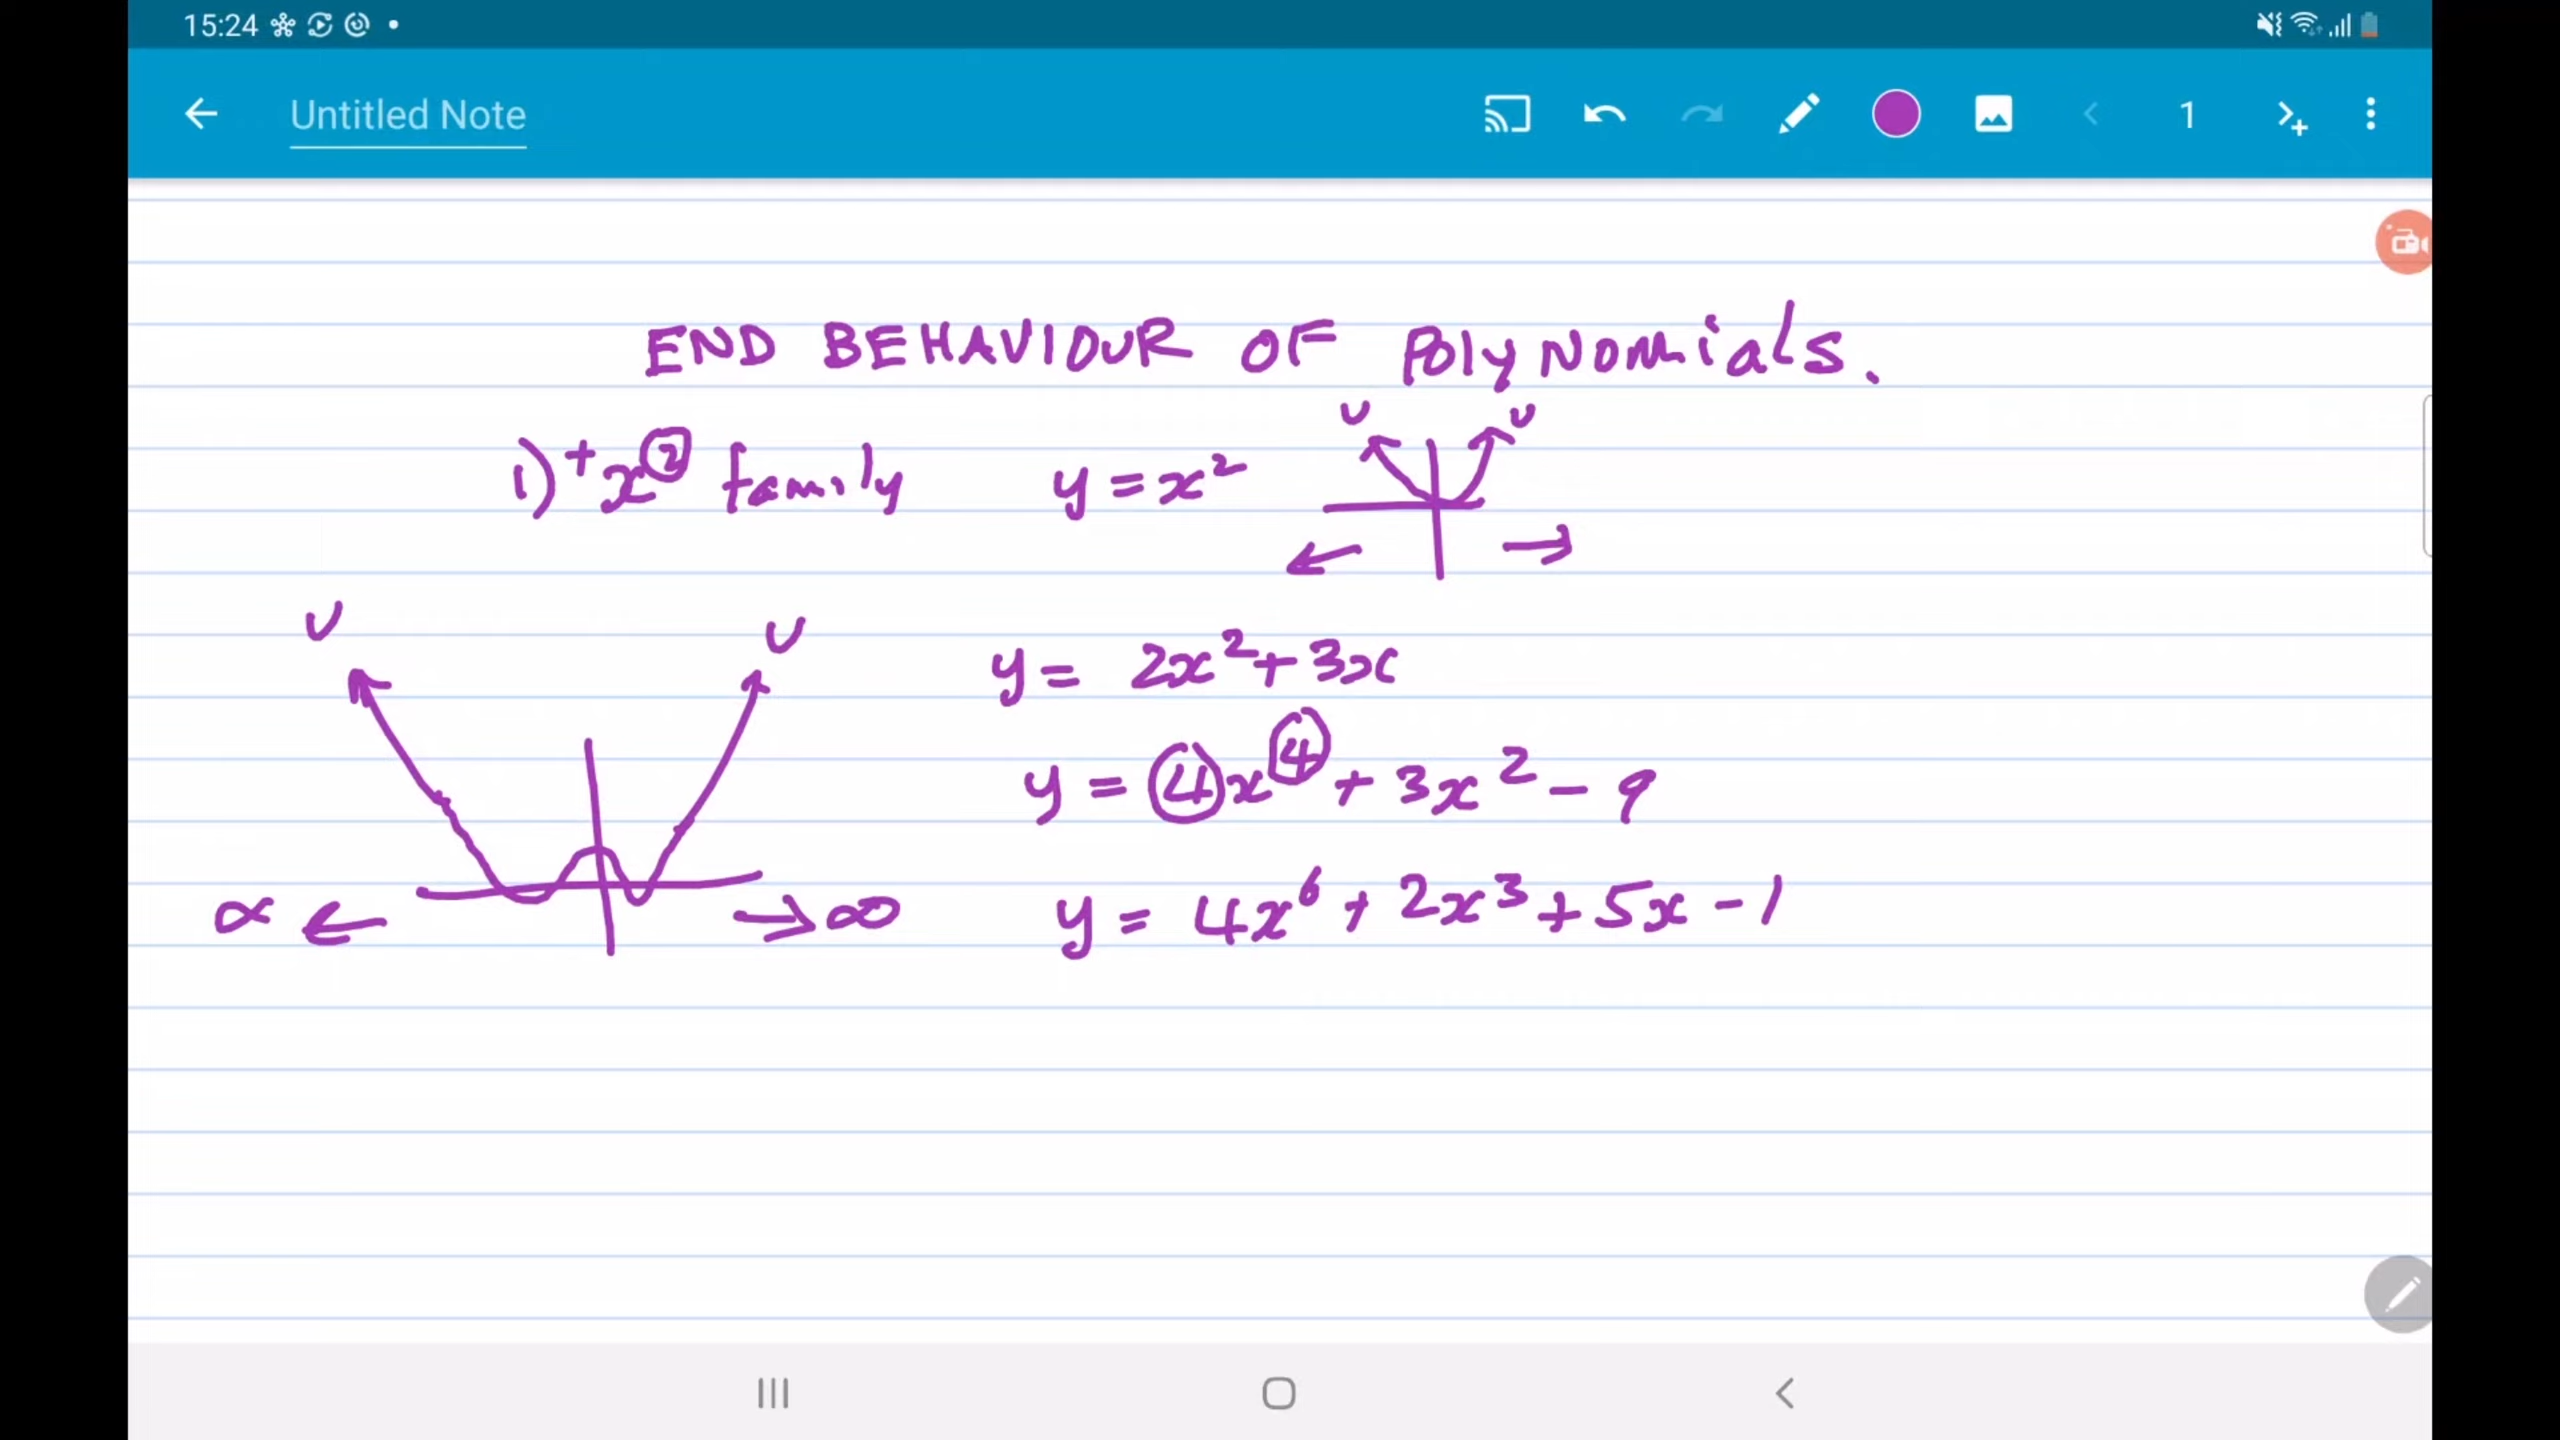 15:24
Untitled Note
1
END BEHAVIOUR OF PolyNomials.
1) +x² family y = x² U U
U U
y = 2x² + 3x
y = 4x⁴ + 3x² - 9
∝ ← → ∞ y = 4x⁶ + 2x³ + 5x - 1